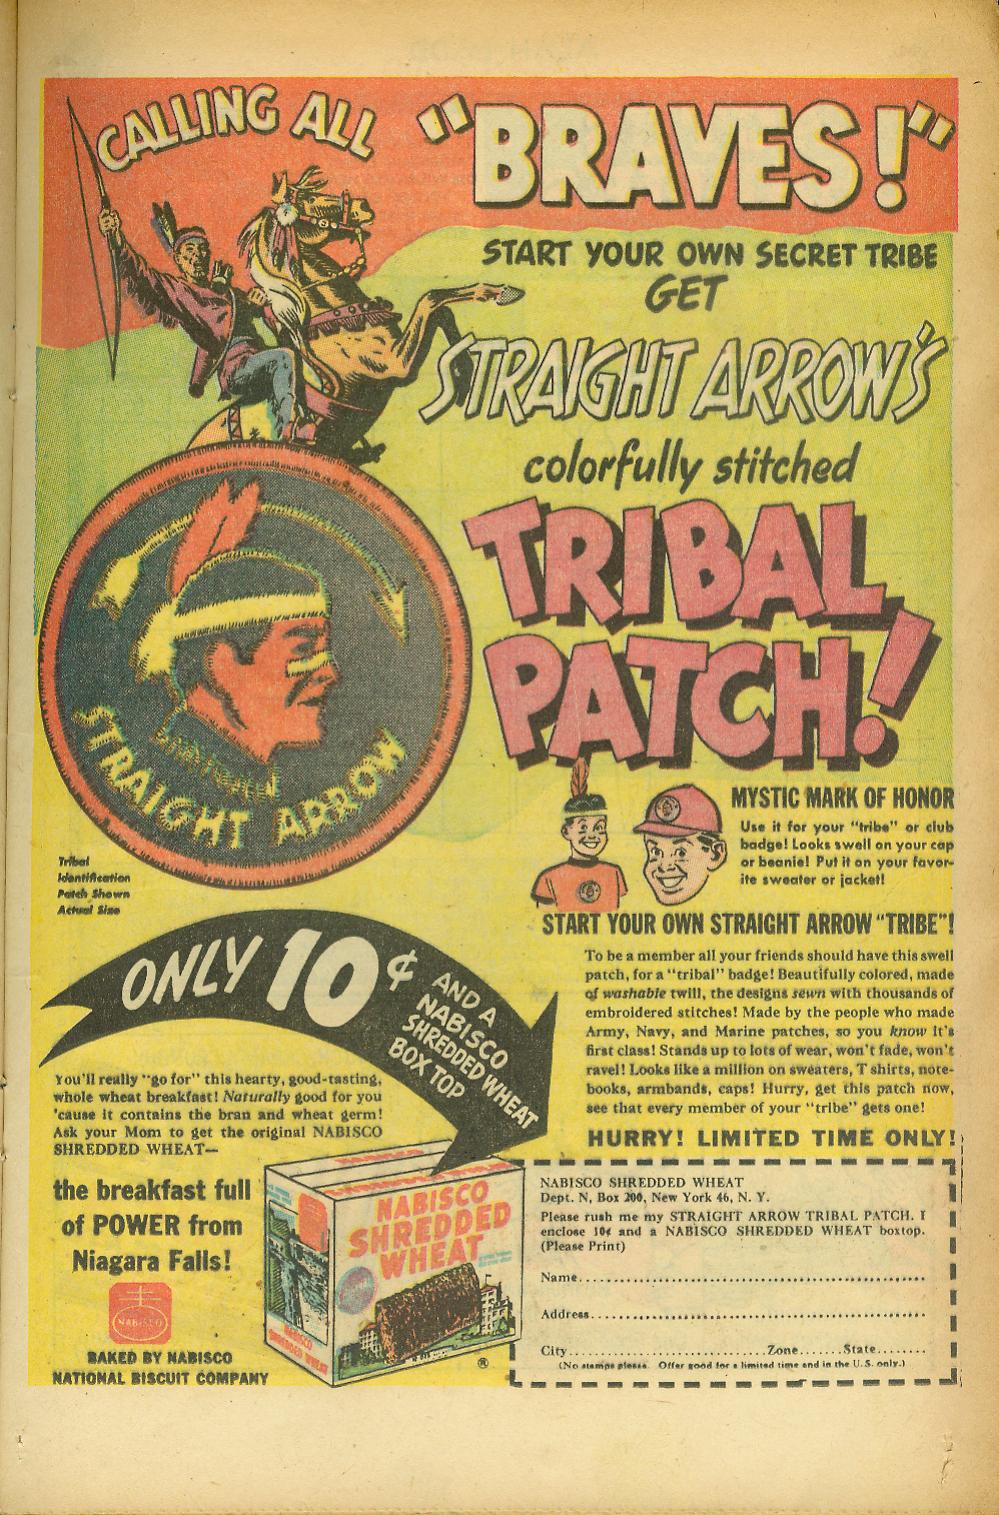 CALLING ALL
"BRAVES!"
START YOUR OWN SECRET TRIBE
GET
STRAIGHT ARROW'S
colorfully stitched
TRIBAL
PATCH!
STRAIGHT ARROW
Tribal
Identification
Patch Shown
Actual Size
MYSTIC MARK OF HONOR
Use it for your "tribe" or club
badge! Looks swell on your cap
or beanie! Put it on your favor-
ite sweater or jacket!
START YOUR OWN STRAIGHT ARROW "TRIBE"!
To be a member all your friends should have this swell
patch, for a "tribal" badge! Beautifully colored, made
of washable twill, the designs sewn with thousands of
embroidered stitches! Made by the people who made
Army, Navy, and Marine patches, so you know it's
first class! Stands up to lots of wear, won't fade, won't
ravel! Looks like a million on sweaters, T shirts, note-
books, armbands, caps! Hurry, get this patch now,
see that every member of your "tribe" gets one!
HURRY! LIMITED TIME ONLY!
ONLY 10¢ AND A
NABISCO
SHREDDED WHEAT
BOX TOP
You'll really "go for" this hearty, good-tasting,
whole wheat breakfast! Naturally good for you
'cause it contains the bran and wheat germ!
Ask your Mom to get the original NABISCO
SHREDDED WHEAT—
the breakfast full
of POWER from
Niagara Falls!
NABISCO
BAKED BY NABISCO
NATIONAL BISCUIT COMPANY
NABISCO
SHREDDED
WHEAT
NABISCO
SHREDDED WHEAT
®
NABISCO SHREDDED WHEAT
Dept. N, Box 200, New York 46, N. Y.
Please rush me my STRAIGHT ARROW TRIBAL PATCH. I
enclose 10¢ and a NABISCO SHREDDED WHEAT boxtop.
(Please Print)
Name
Address
City Zone State
(No stamps please. Offer good for a limited time and in the U.S. only.)